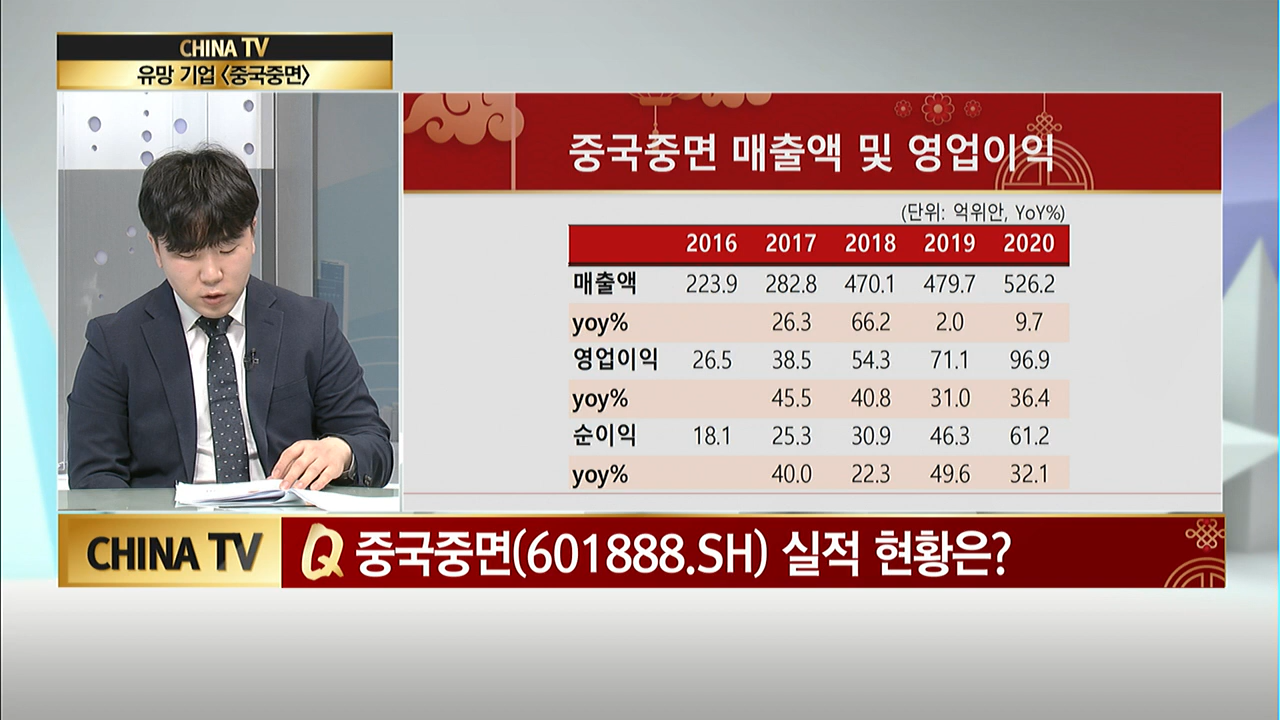 CHINA TV
유망 기업 〈중국중면〉
중국중면 매출액 및 영업이익
(단위: 억위안, YoY%)
2016 2017 2018 2019 2020
매출액 223.9 282.8 470.1 479.7 526.2
yoy% 26.3 66.2 2.0 9.7
영업이익 26.5 38.5 54.3 71.1 96.9
yoy% 45.5 40.8 31.0 36.4
순이익 18.1 25.3 30.9 46.3 61.2
yoy% 40.0 22.3 49.6 32.1
CHINA TV Q 중국중면(601888.SH) 실적 현황은?